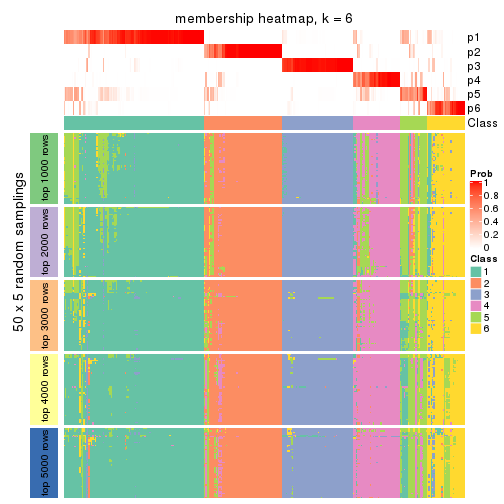 membership heatmap, k = 6
p1
p2
p3
p4
p5
p6
Class
50 x 5 random samplings
top 1000 rows
top 2000 rows
top 3000 rows
top 4000 rows
top 5000 rows
Prob
1
0.8
0.6
0.4
0.2
0
Class
1
2
3
4
5
6